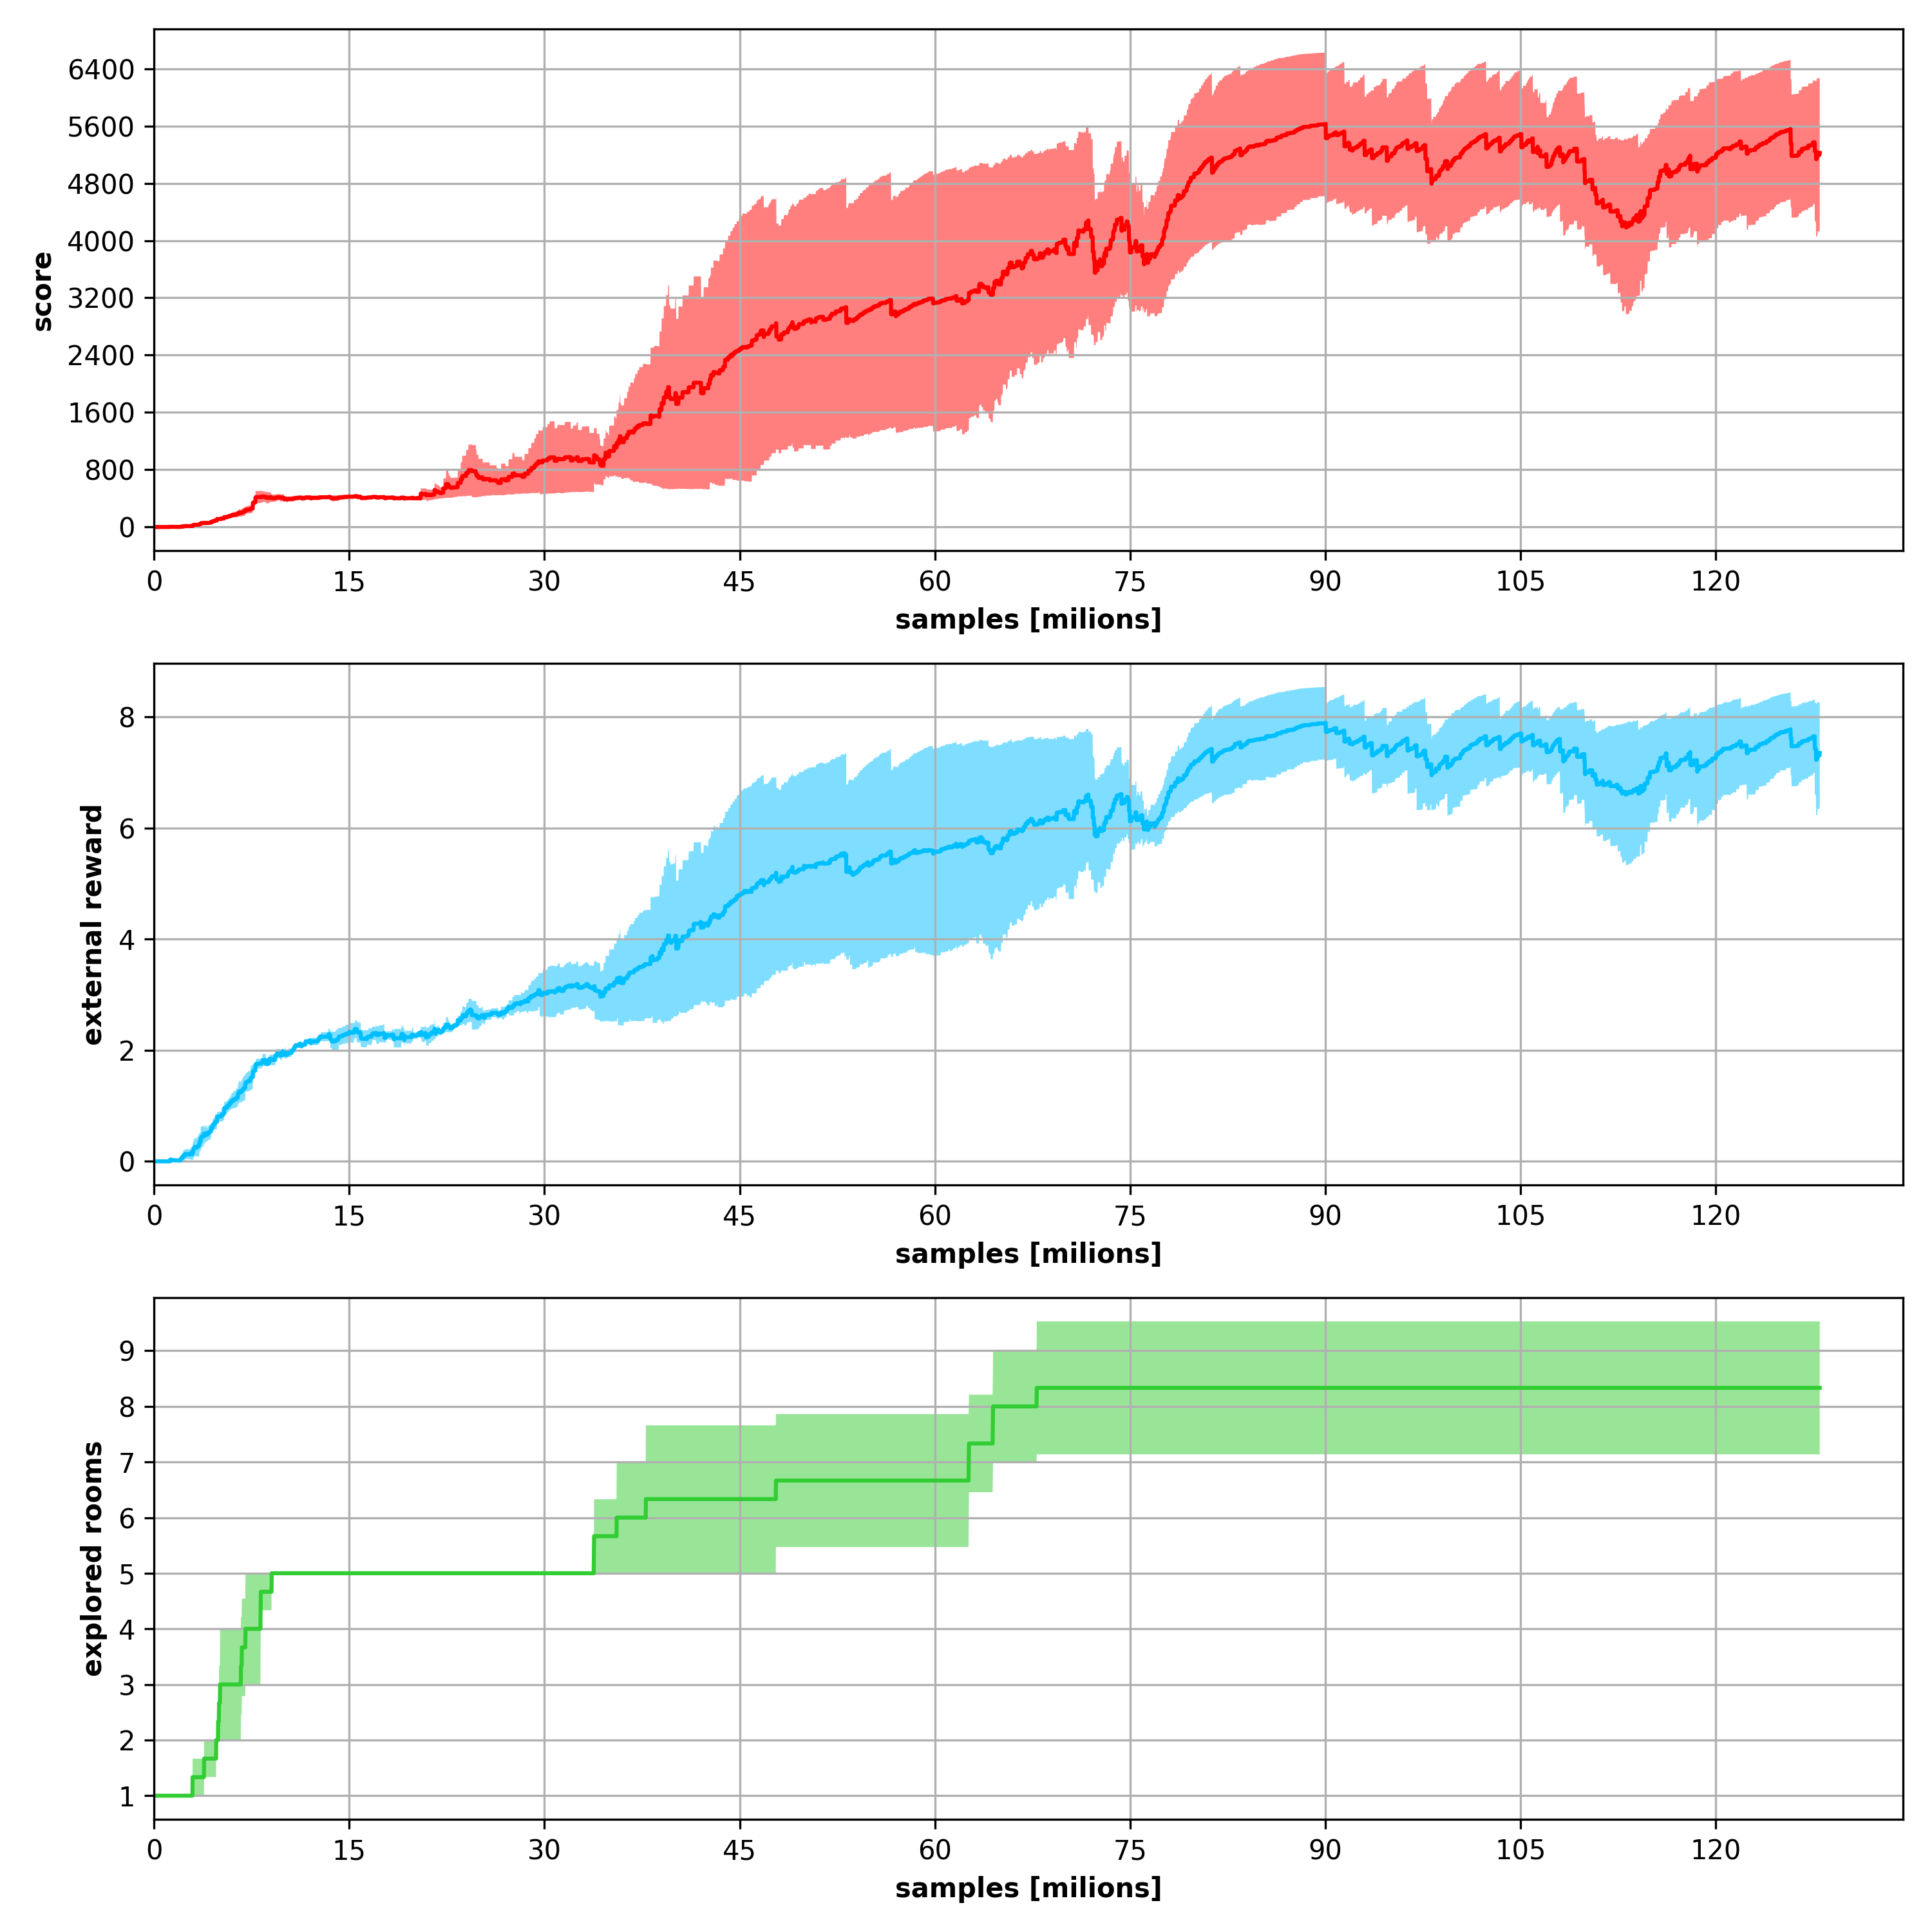 6400
5600
4800
4000
3200
2400
1600
800
0
score
0 15 30 45 60 75 90 105 120
samples [milions]
8
6
4
2
0
external reward
0 15 30 45 60 75 90 105 120
samples [milions]
9
8
7
6
5
4
3
2
1
explored rooms
0 15 30 45 60 75 90 105 120
samples [milions]